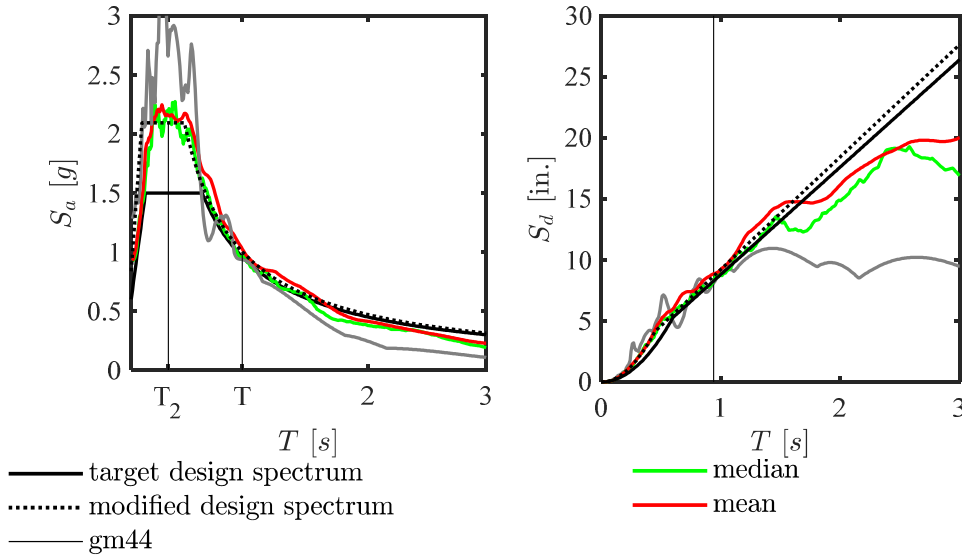 3
2.5
2
1.5
1
0.5
0
S_a [g]
T_2 T 2 3
T [s]
30
25
20
15
10
5
0
S_d [in.]
0 1 2 3
T [s]
target design spectrum
modified design spectrum
gm44
median
mean